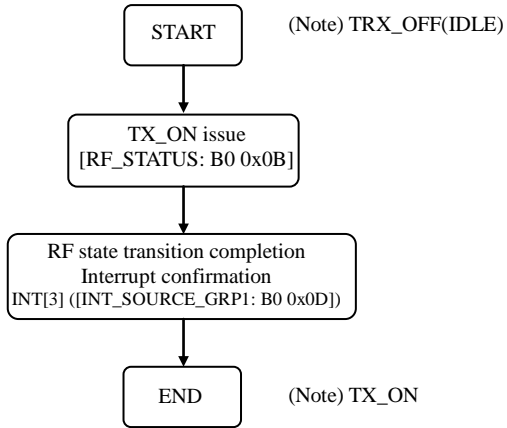 START
(Note) TRX_OFF(IDLE)
TX_ON issue
[RF_STATUS: B0 0x0B]
RF state transition completion
Interrupt confirmation
INT[3] ([INT_SOURCE_GRP1: B0 0x0D])
END
(Note) TX_ON